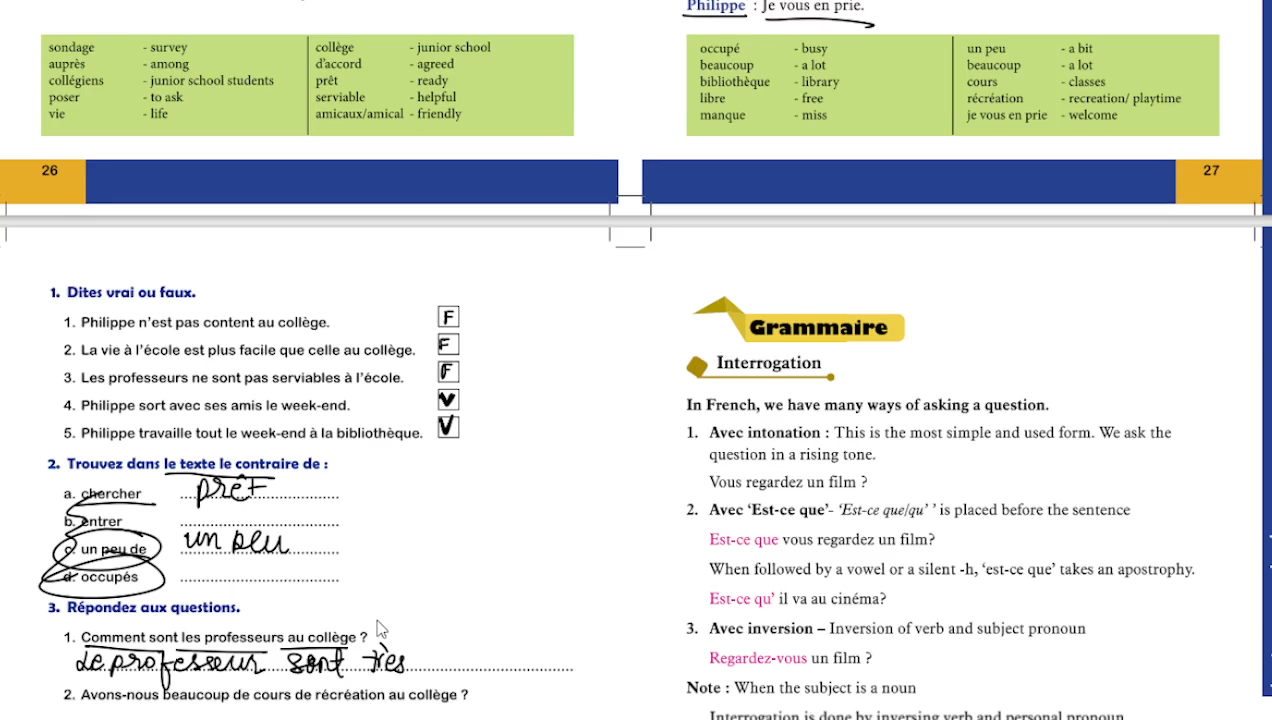 Philippe : Je vous en prie.
sondage - survey
auprès - among
collégiens - junior school students
poser - to ask
vie - life
collège - junior school
d'accord - agreed
prêt - ready
serviable - helpful
amicaux/amical - friendly
occupé - busy
beaucoup - a lot
bibliothèque - library
libre - free
manque - miss
un peu - a bit
beaucoup - a lot
cours - classes
récréation - recreation/ playtime
je vous en prie - welcome
26
27
1. Dites vrai ou faux.
1. Philippe n'est pas content au collège. F
2. La vie à l'école est plus facile que celle au collège. F
3. Les professeurs ne sont pas serviables à l'école. F
4. Philippe sort avec ses amis le week-end. V
5. Philippe travaille tout le week-end à la bibliothèque. V
2. Trouvez dans le texte le contraire de :
a. chercher prêt
b. entrer
c. un peu de un peu
d. occupés
3. Répondez aux questions.
1. Comment sont les professeurs au collège ?
Le professeur sont très
2. Avons-nous beaucoup de cours de récréation au collège ?
Grammaire
Interrogation
In French, we have many ways of asking a question.
1. Avec intonation : This is the most simple and used form. We ask the
question in a rising tone.
Vous regardez un film ?
2. Avec 'Est-ce que'- 'Est-ce que/qu' ' is placed before the sentence
Est-ce que vous regardez un film?
When followed by a vowel or a silent -h, 'est-ce que' takes an apostrophy.
Est-ce qu' il va au cinéma?
3. Avec inversion – Inversion of verb and subject pronoun
Regardez-vous un film ?
Note : When the subject is a noun
Interrogation is done by inversing verb and personal pronoun